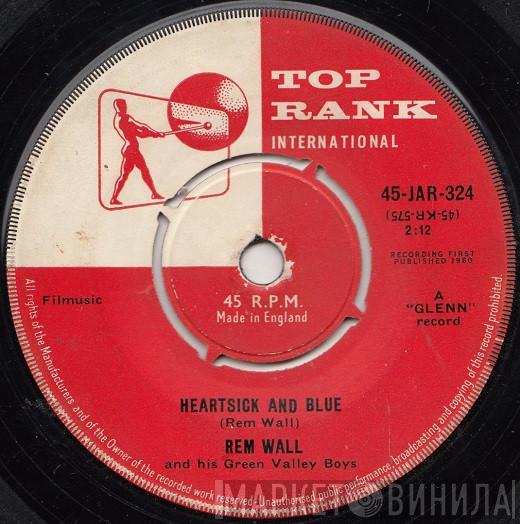 TOP
RANK
INTERNATIONAL
45-JAR-324
(45-KR-575)
2:12
RECORDING FIRST
PUBLISHED 1960
Filmusic
A
"GLENN"
record
45 R.P.M.
Made in England
HEARTSICK AND BLUE
(Rem Wall)
REM WALL
and his Green Valley Boys
All rights of the Manufacturers and of the Owner of the recorded work reserved. Unauthorised public performance, broadcasting and copying of this record prohibited.
МАРКЕТ ВИНИЛА